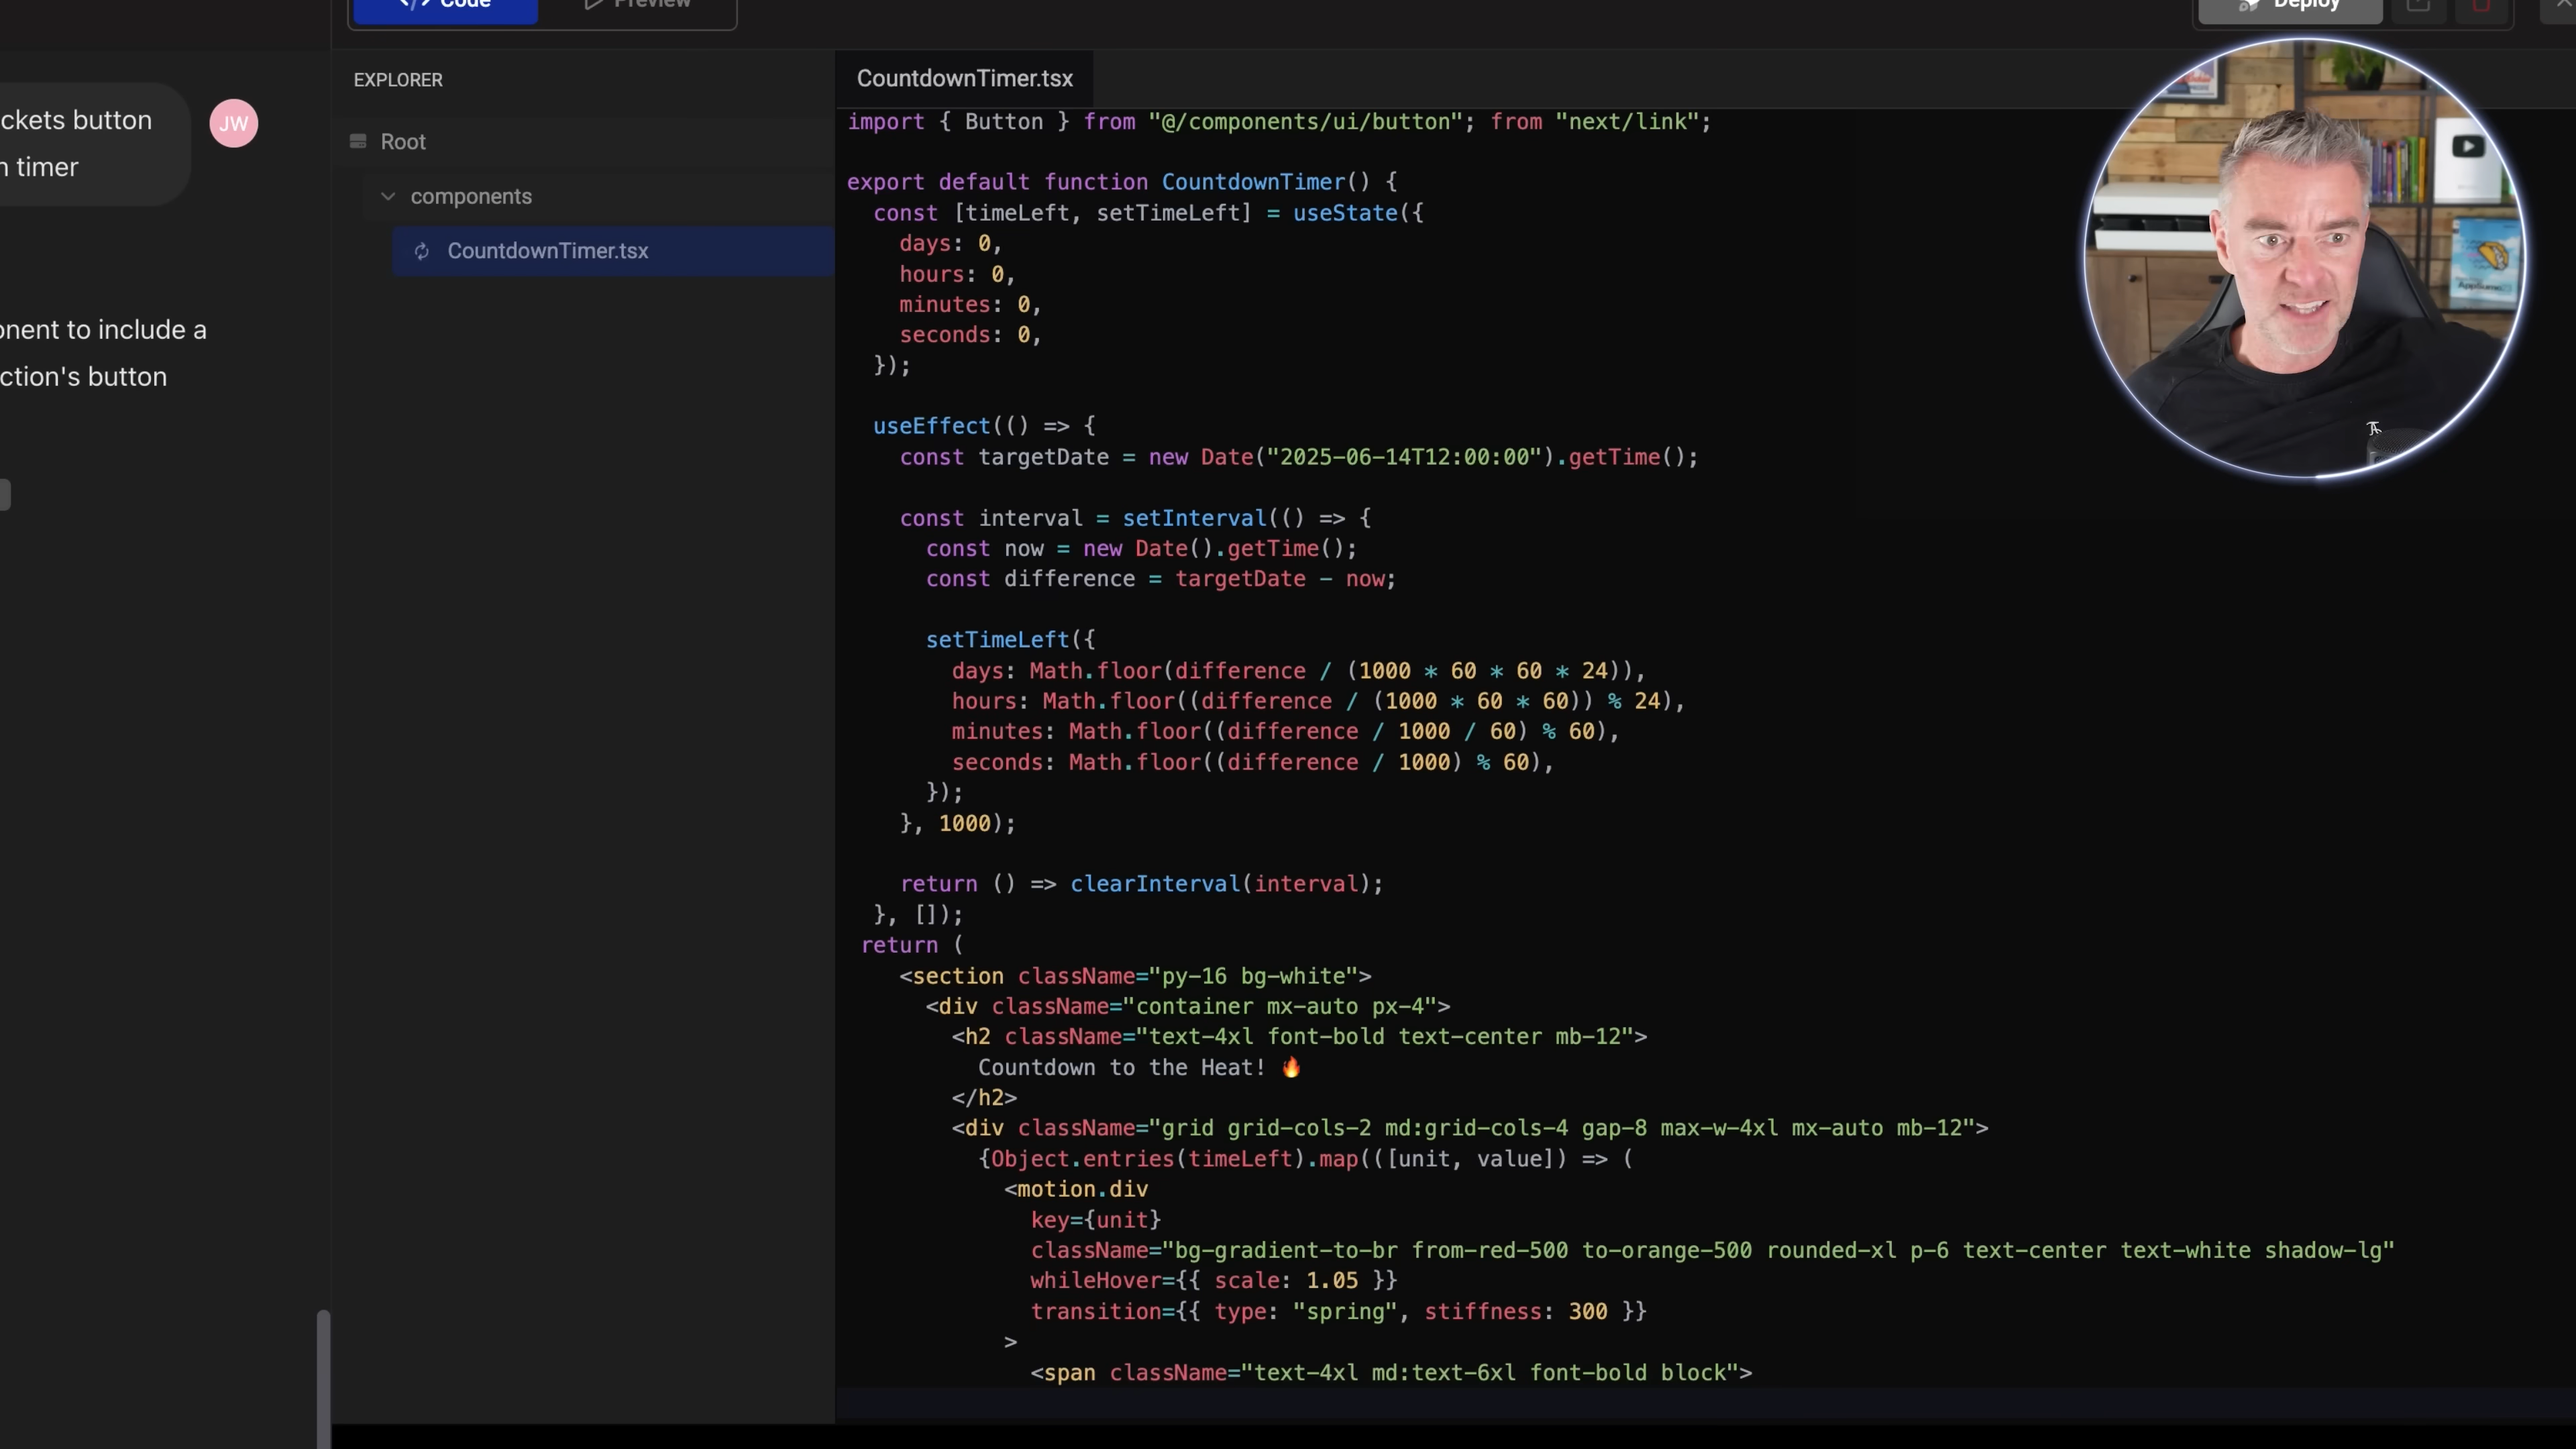 Code
Preview
Deploy
ckets button
n timer
JW
onent to include a
ction's button
EXPLORER
Root
components
CountdownTimer.tsx
CountdownTimer.tsx
import { Button } from "@/components/ui/button"; from "next/link";
export default function CountdownTimer() {
const [timeLeft, setTimeLeft] = useState({
days: 0,
hours: 0,
minutes: 0,
seconds: 0,
});
useEffect(() => {
const targetDate = new Date("2025-06-14T12:00:00").getTime();
const interval = setInterval(() => {
const now = new Date().getTime();
const difference = targetDate - now;
setTimeLeft({
days: Math.floor(difference / (1000 * 60 * 60 * 24)),
hours: Math.floor((difference / (1000 * 60 * 60)) % 24),
minutes: Math.floor((difference / 1000 / 60) % 60),
seconds: Math.floor((difference / 1000) % 60),
});
}, 1000);
return () => clearInterval(interval);
}, []);
return (
<section className="py-16 bg-white">
<div className="container mx-auto px-4">
<h2 className="text-4xl font-bold text-center mb-12">
Countdown to the Heat! 🔥
</h2>
<div className="grid grid-cols-2 md:grid-cols-4 gap-8 max-w-4xl mx-auto mb-12">
{Object.entries(timeLeft).map(([unit, value]) => (
<motion.div
key={unit}
className="bg-gradient-to-br from-red-500 to-orange-500 rounded-xl p-6 text-center text-white shadow-lg"
whileHover={{ scale: 1.05 }}
transition={{ type: "spring", stiffness: 300 }}
>
<span className="text-4xl md:text-6xl font-bold block">